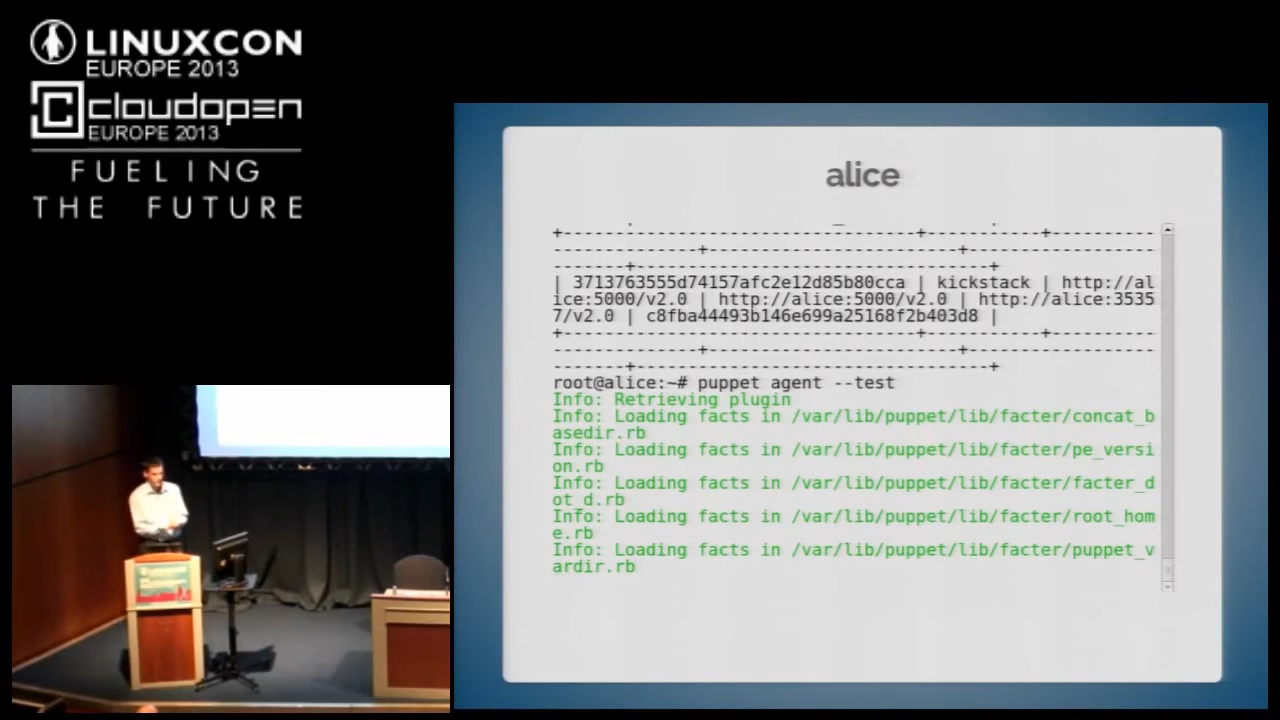 LINUXCON
EUROPE 2013
cloudopen
EUROPE 2013
FUELING
THE FUTURE
alice
+-----------------------------------+-----------+----------
--------------+------------------------+------------------
-------+----------------------------------+
| 3713763555d74157afc2e12d85b80cca | kickstack | http://al
ice:5000/v2.0 | http://alice:5000/v2.0 | http://alice:3535
7/v2.0 | c8fba44493b146e699a25168f2b403d8 |
+-----------------------------------+-----------+----------
--------------+------------------------+------------------
-------+----------------------------------+
root@alice:~# puppet agent --test
Info: Retrieving plugin
Info: Loading facts in /var/lib/puppet/lib/facter/concat_b
asedir.rb
Info: Loading facts in /var/lib/puppet/lib/facter/pe_versi
on.rb
Info: Loading facts in /var/lib/puppet/lib/facter/facter_d
ot_d.rb
Info: Loading facts in /var/lib/puppet/lib/facter/root_hom
e.rb
Info: Loading facts in /var/lib/puppet/lib/facter/puppet_v
ardir.rb